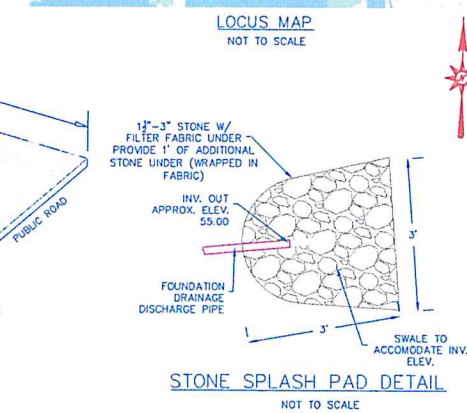 LOCUS MAP
NOT TO SCALE
1½"-3" STONE W/
FILTER FABRIC UNDER -
PROVIDE 1' OF ADDITIONAL
STONE UNDER (WRAPPED IN
FABRIC)
PUBLIC ROAD
INV. OUT
APPROX. ELEV.
55.00
3'
FOUNDATION
DRAINAGE
DISCHARGE PIPE
3'
SWALE TO
ACCOMODATE INV.
ELEV.
STONE SPLASH PAD DETAIL
NOT TO SCALE